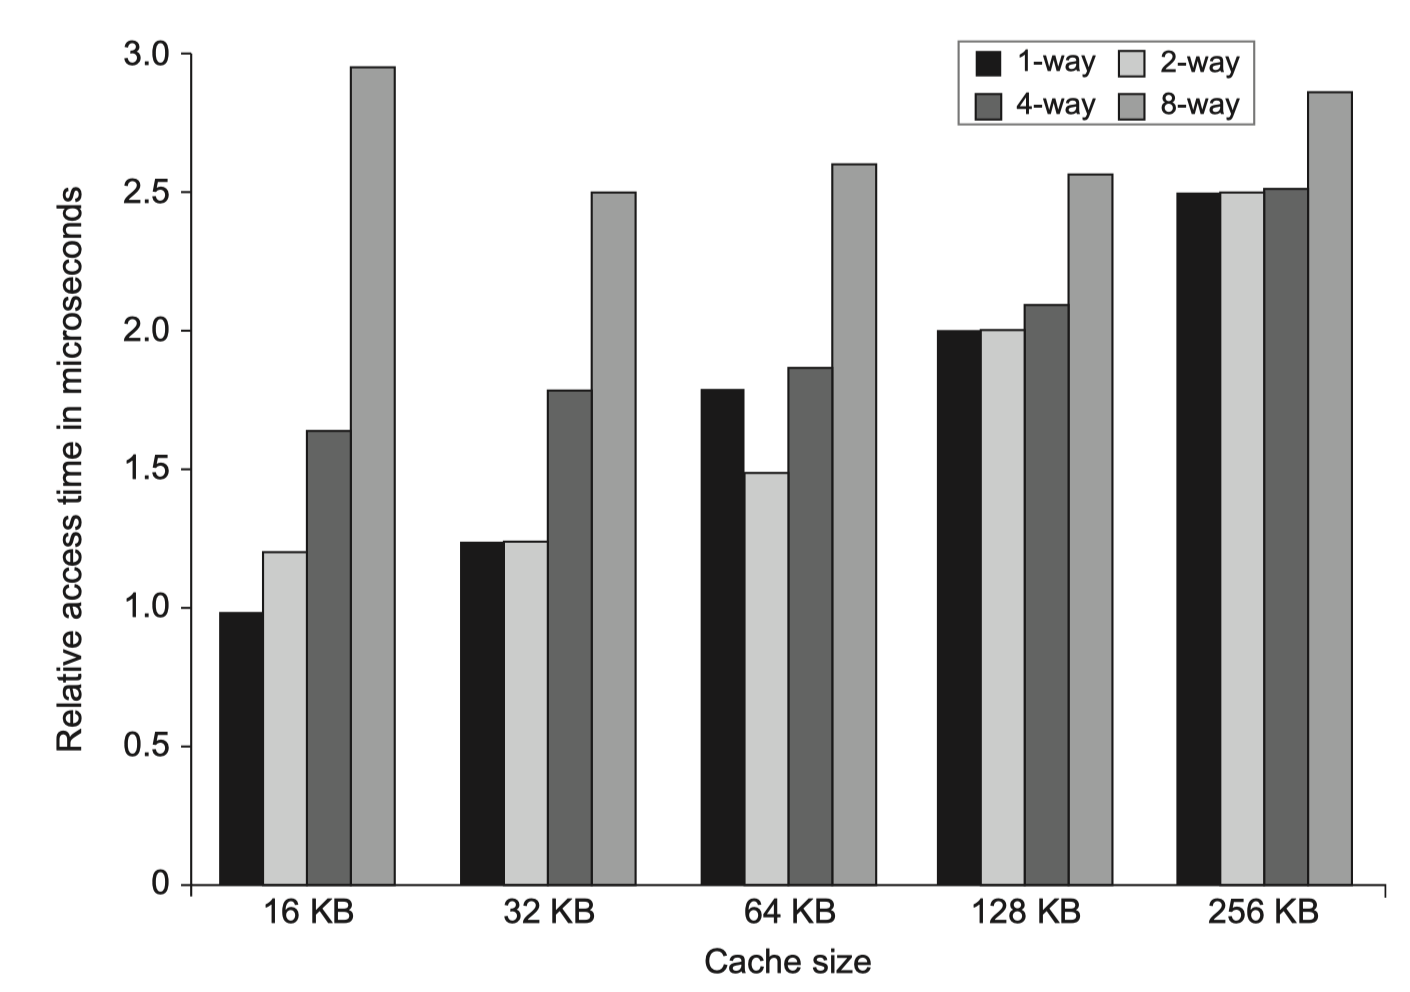 3.0
2.5
2.0
1.5
1.0
0.5
0
Relative access time in microseconds
1-way 2-way
4-way 8-way
16 KB 32 KB 64 KB 128 KB 256 KB
Cache size